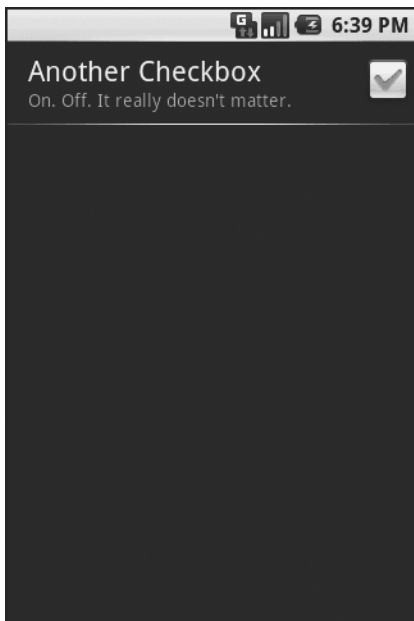 G
6:39 PM
Another Checkbox
On. Off. It really doesn't matter.